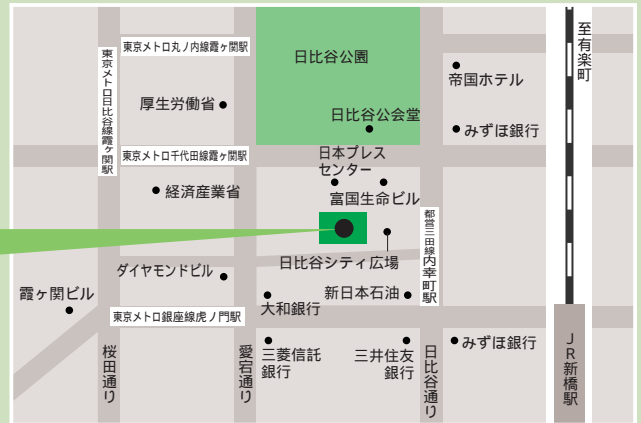 東京メトロ丸ノ内線霞ヶ関駅
至有楽町
日比谷公園
東京メトロ日比谷線霞ヶ関駅
帝国ホテル
厚生労働省
日比谷公会堂
みずほ銀行
東京メトロ千代田線霞ヶ関駅
日本プレス
センター
経済産業省
富国生命ビル
都営三田線内幸町駅
日比谷シティ広場
ダイヤモンドビル
霞ヶ関ビル
新日本石油
大和銀行
東京メトロ銀座線虎ノ門駅
JR新橋駅
みずほ銀行
桜田通り
愛宕通り
三菱信託
銀行
三井住友
銀行
日比谷通り